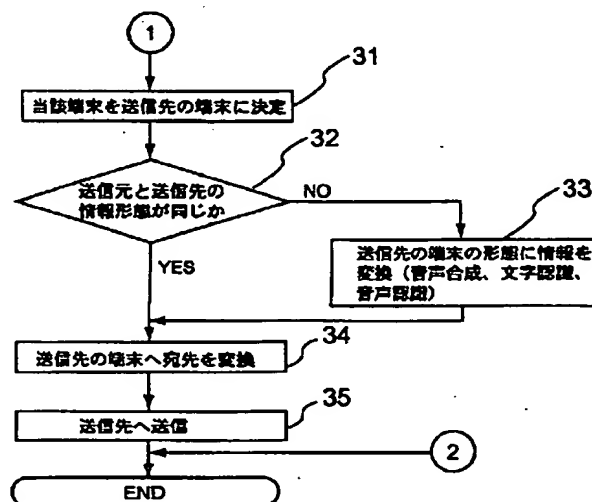 1
31
当該端末を送信先の端末に決定
32
送信元と送信先の
情報形態が同じか
NO
33
YES
送信先の端末の形態に情報を
変換（音声合成、文字認識、
音声認識）
34
送信先の端末へ宛先を変換
35
送信先へ送信
2
END